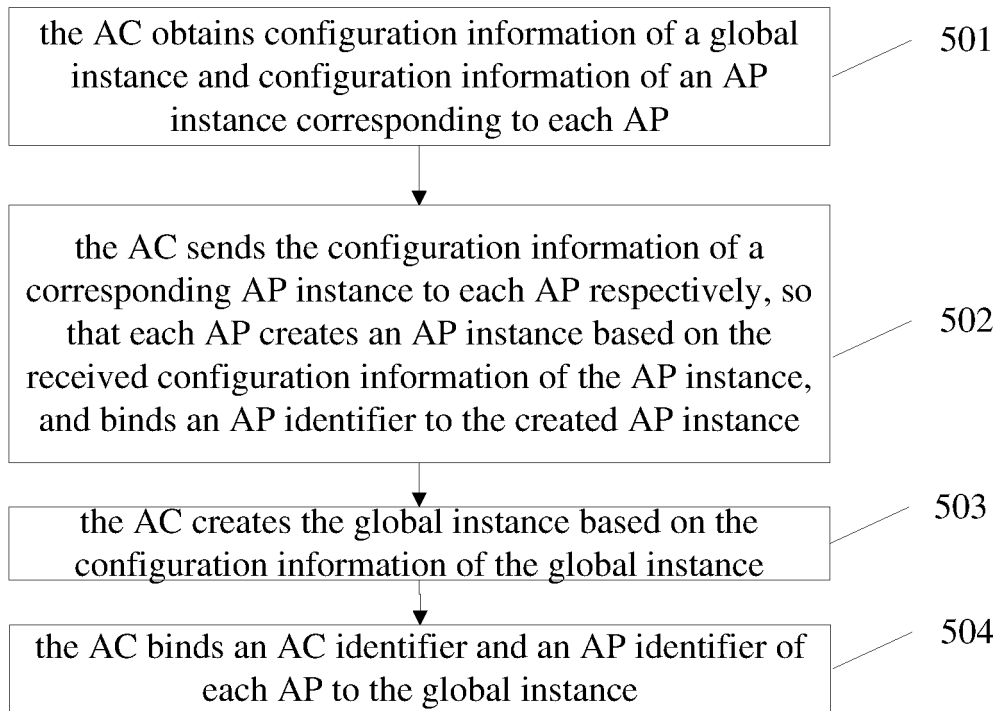 the AC obtains configuration information of a global
instance and configuration information of an AP
instance corresponding to each AP
501
the AC sends the configuration information of a
corresponding AP instance to each AP respectively, so
that each AP creates an AP instance based on the
received configuration information of the AP instance,
and binds an AP identifier to the created AP instance
502
the AC creates the global instance based on the
configuration information of the global instance
503
the AC binds an AC identifier and an AP identifier of
each AP to the global instance
504